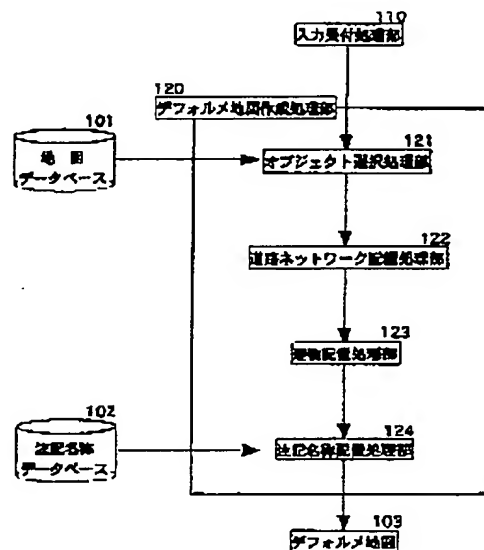 110
入力受付処理部
120
デフォルメ地図作成処理部
101
地図
データベース
121
オブジェクト選択処理部
122
道路ネットワーク配置処理部
123
建物配置処理部
102
注記名称
データベース
124
注記名称配置処理部
103
デフォルメ地図